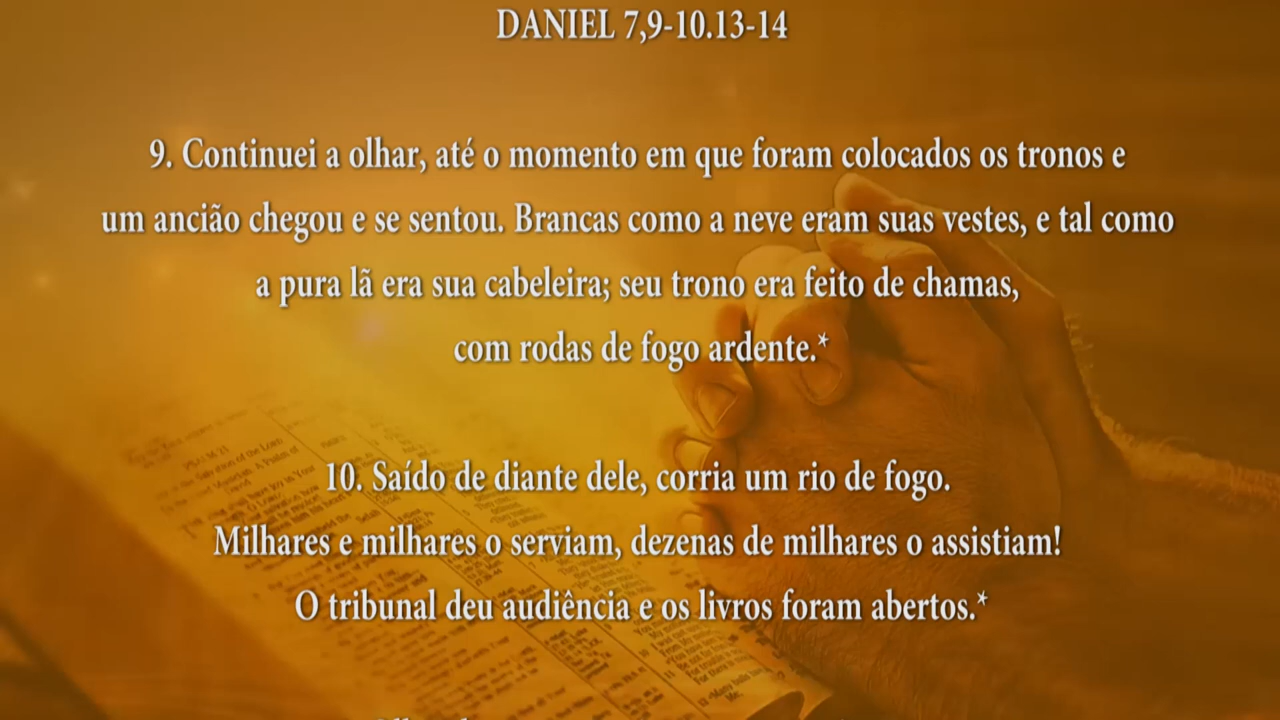 DANIEL 7,9-10.13-14
9. Continuei a olhar, até o momento em que foram colocados os tronos e
um ancião chegou e se sentou. Brancas como a neve eram suas vestes, e tal como
a pura lã era sua cabeleira; seu trono era feito de chamas,
com rodas de fogo ardente.*
10. Saído de diante dele, corria um rio de fogo.
Milhares e milhares o serviam, dezenas de milhares o assistiam!
O tribunal deu audiência e os livros foram abertos.*